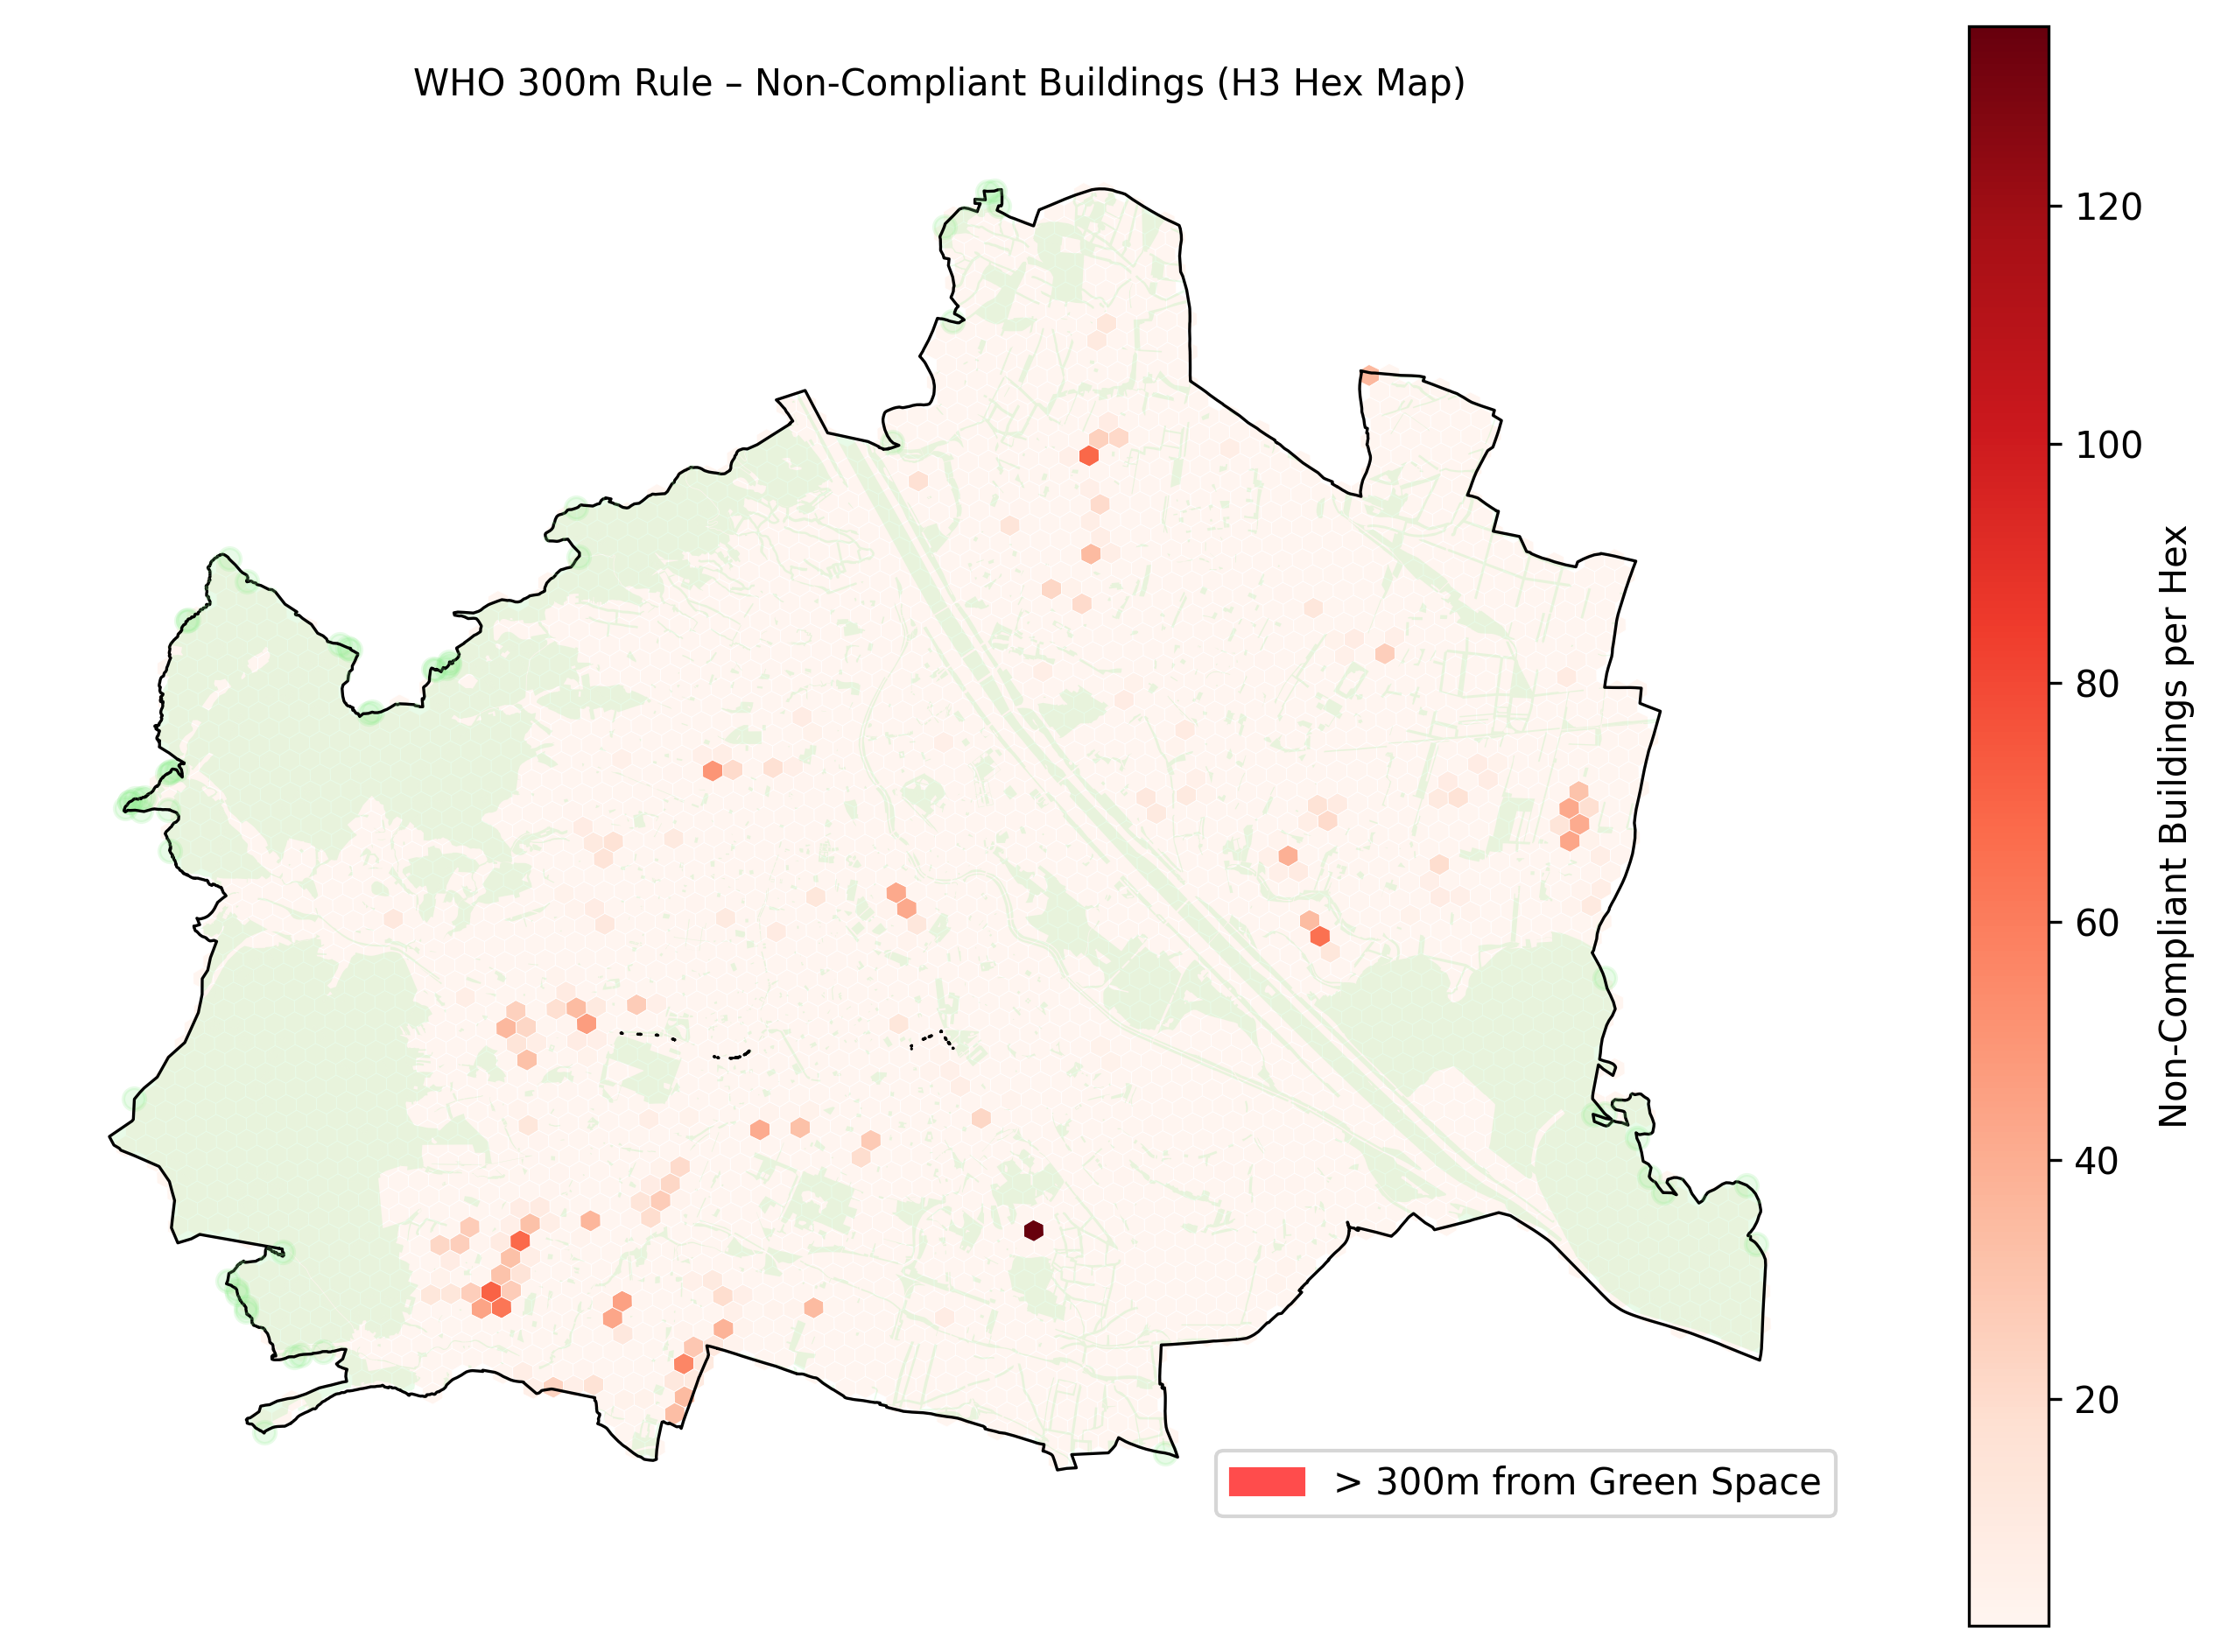 WHO 300m Rule – Non-Compliant Buildings (H3 Hex Map)
120
100
80
60
40
20
Non-Compliant Buildings per Hex
> 300m from Green Space